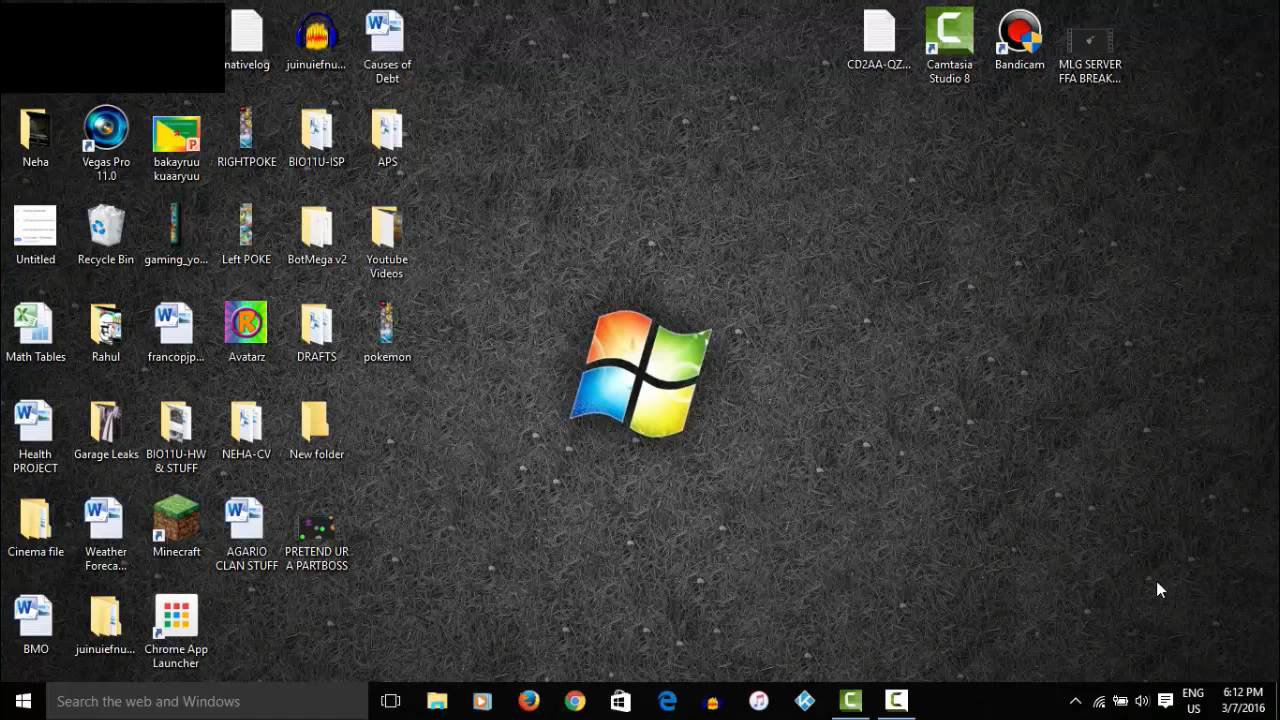 nativelog
juinuiefnu...
Causes of
Debt
CD2AA-QZ...
Camtasia
Studio 8
Bandicam
MLG SERVER
FFA BREAK...
Neha
Vegas Pro
11.0
bakayruu
kuaaryuu
RIGHTPOKE
BIO11U-ISP
APS
Untitled
Recycle Bin
gaming_yo...
Left POKE
BotMega v2
Youtube
Videos
Math Tables
Rahul
francopjp...
Avatarz
DRAFTS
pokemon
Health
PROJECT
Garage Leaks
BIO11U-HW
& STUFF
NEHA-CV
New folder
Cinema file
Weather
Foreca...
Minecraft
AGARIO
CLAN STUFF
PRETEND UR
A PARTBOSS
BMO
juinuiefnu...
Chrome App
Launcher
Search the web and Windows
ENG
US
6:12 PM
3/7/2016